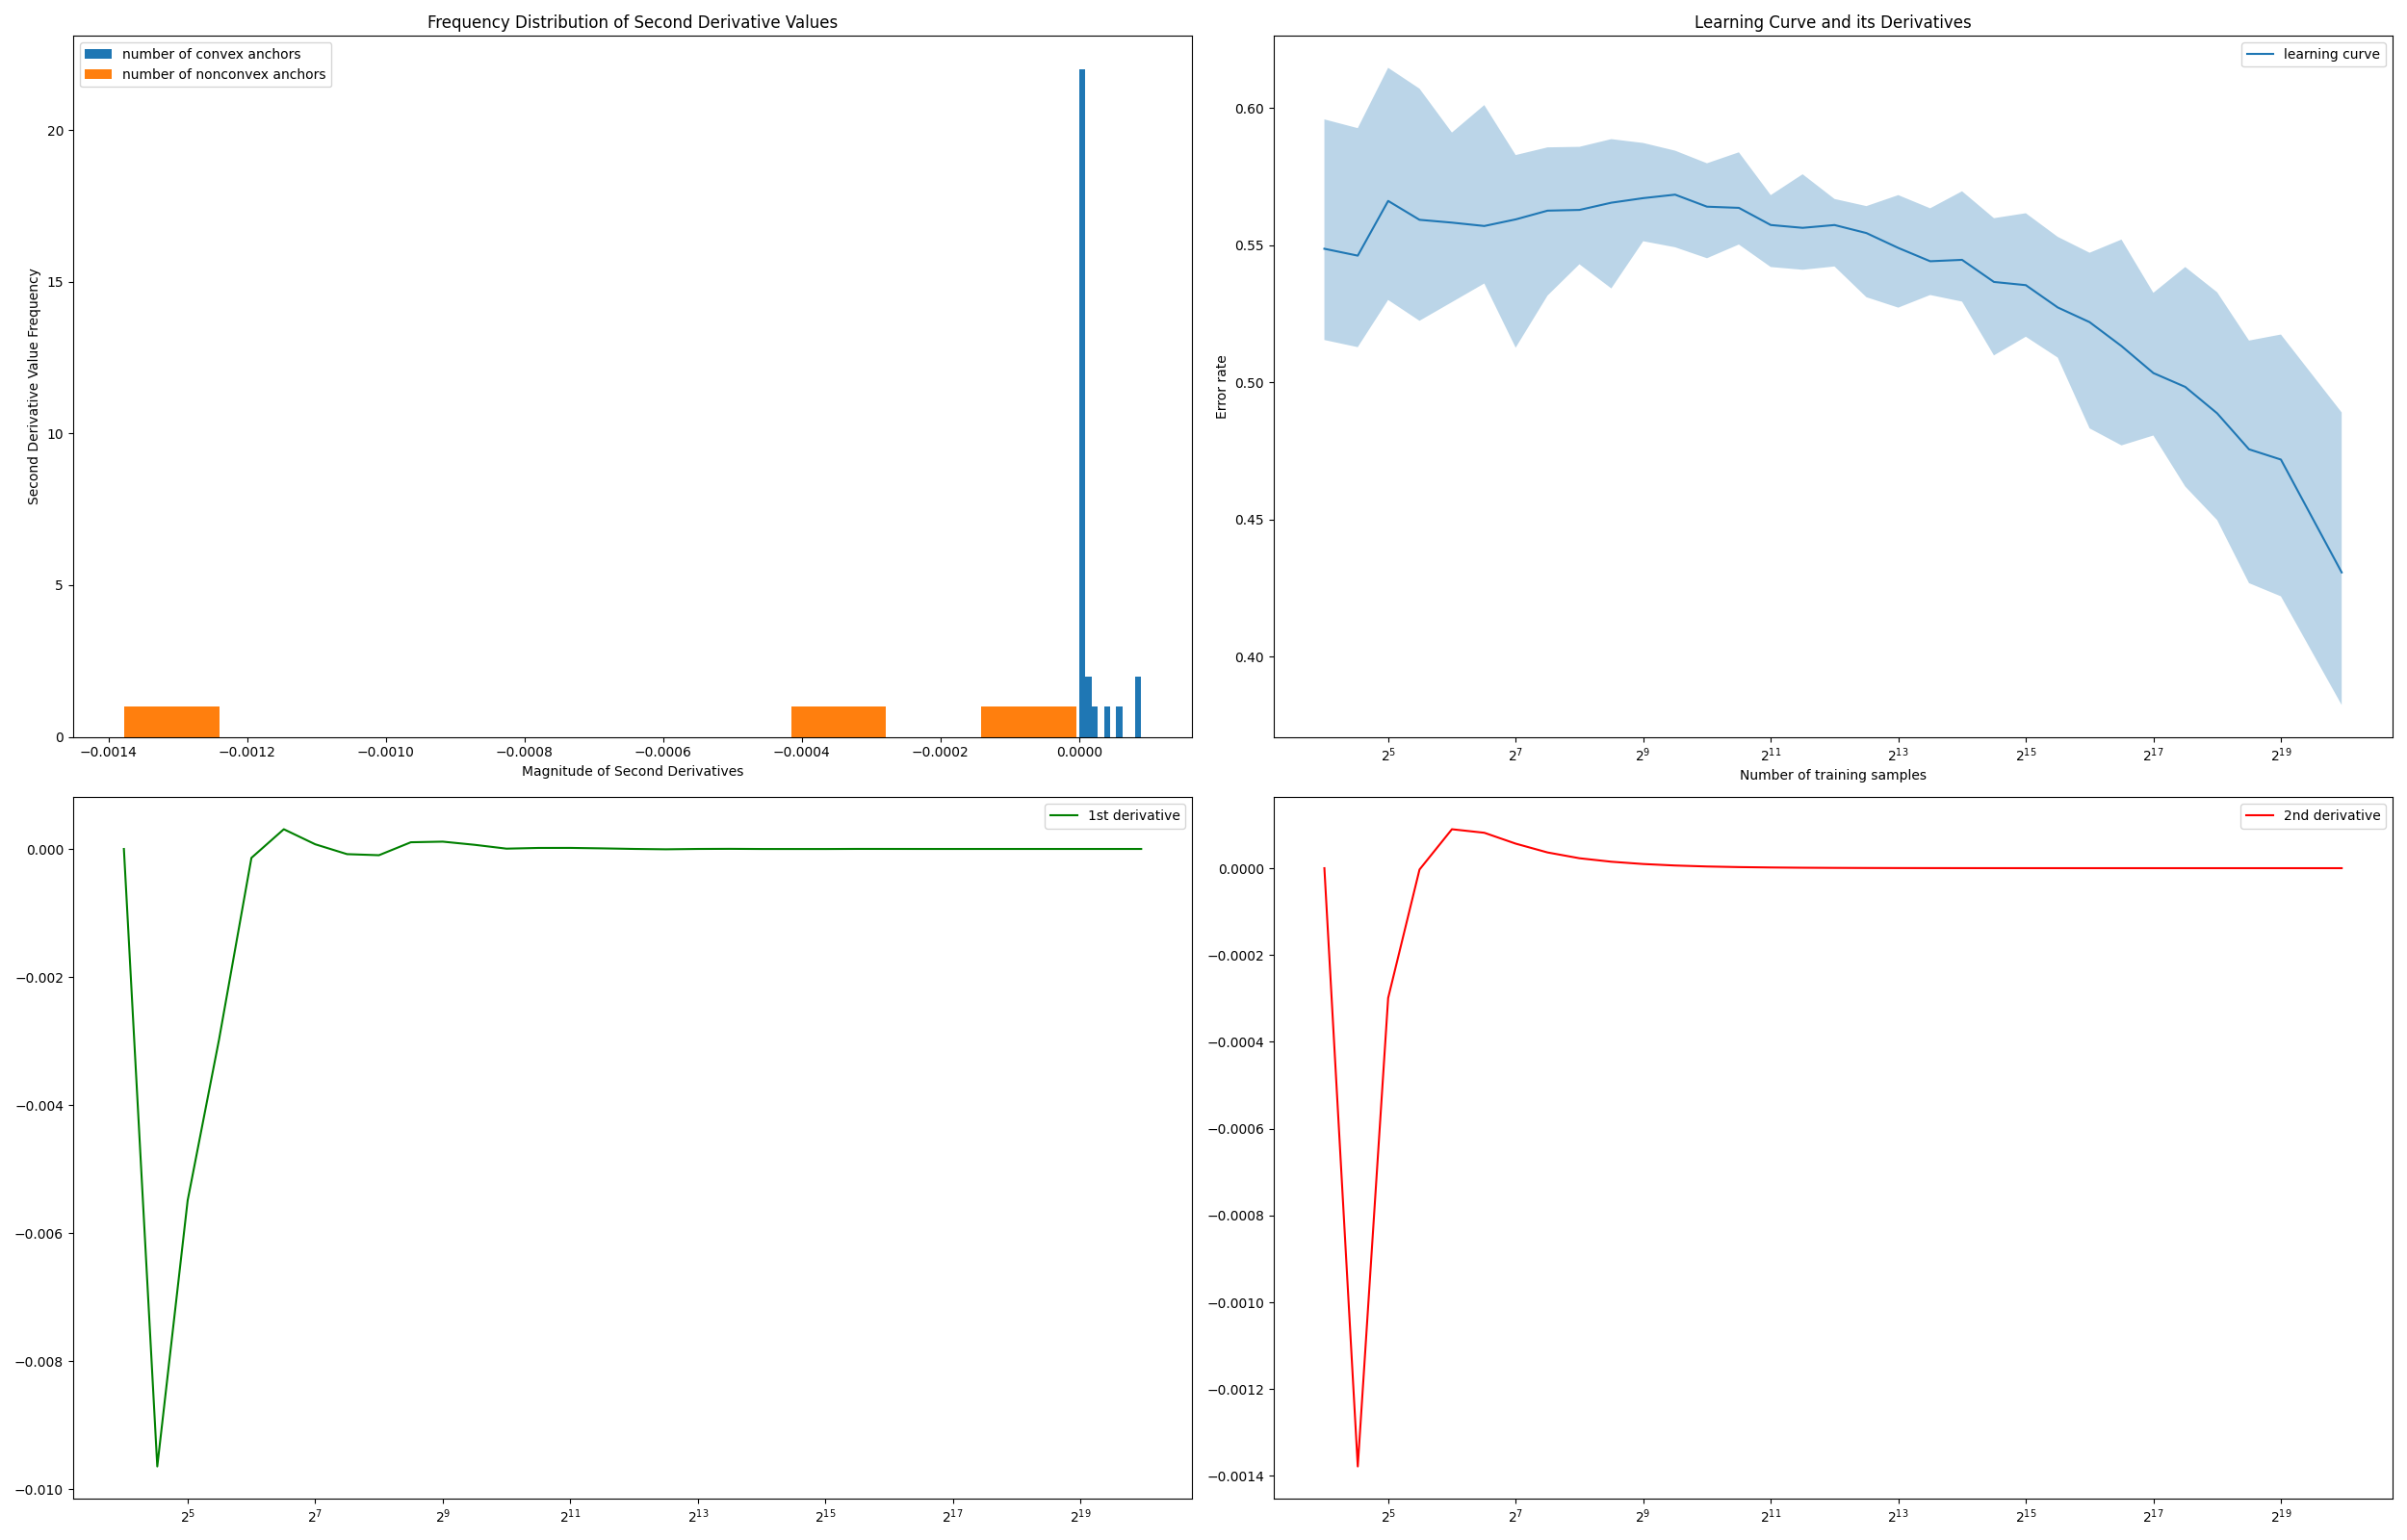 Frequency Distribution of Second Derivative Values
number of convex anchors
number of nonconvex anchors
Second Derivative Value Frequency
20
15
10
5
0
−0.0014 −0.0012 −0.0010 −0.0008 −0.0006 −0.0004 −0.0002 0.0000
Magnitude of Second Derivatives
Learning Curve and its Derivatives
learning curve
Error rate
0.60
0.55
0.50
0.45
0.40
2^5 2^7 2^9 2^11 2^13 2^15 2^17 2^19
Number of training samples
1st derivative
0.000
−0.002
−0.004
−0.006
−0.008
−0.010
2^5 2^7 2^9 2^11 2^13 2^15 2^17 2^19
2nd derivative
0.0000
−0.0002
−0.0004
−0.0006
−0.0008
−0.0010
−0.0012
−0.0014
2^5 2^7 2^9 2^11 2^13 2^15 2^17 2^19